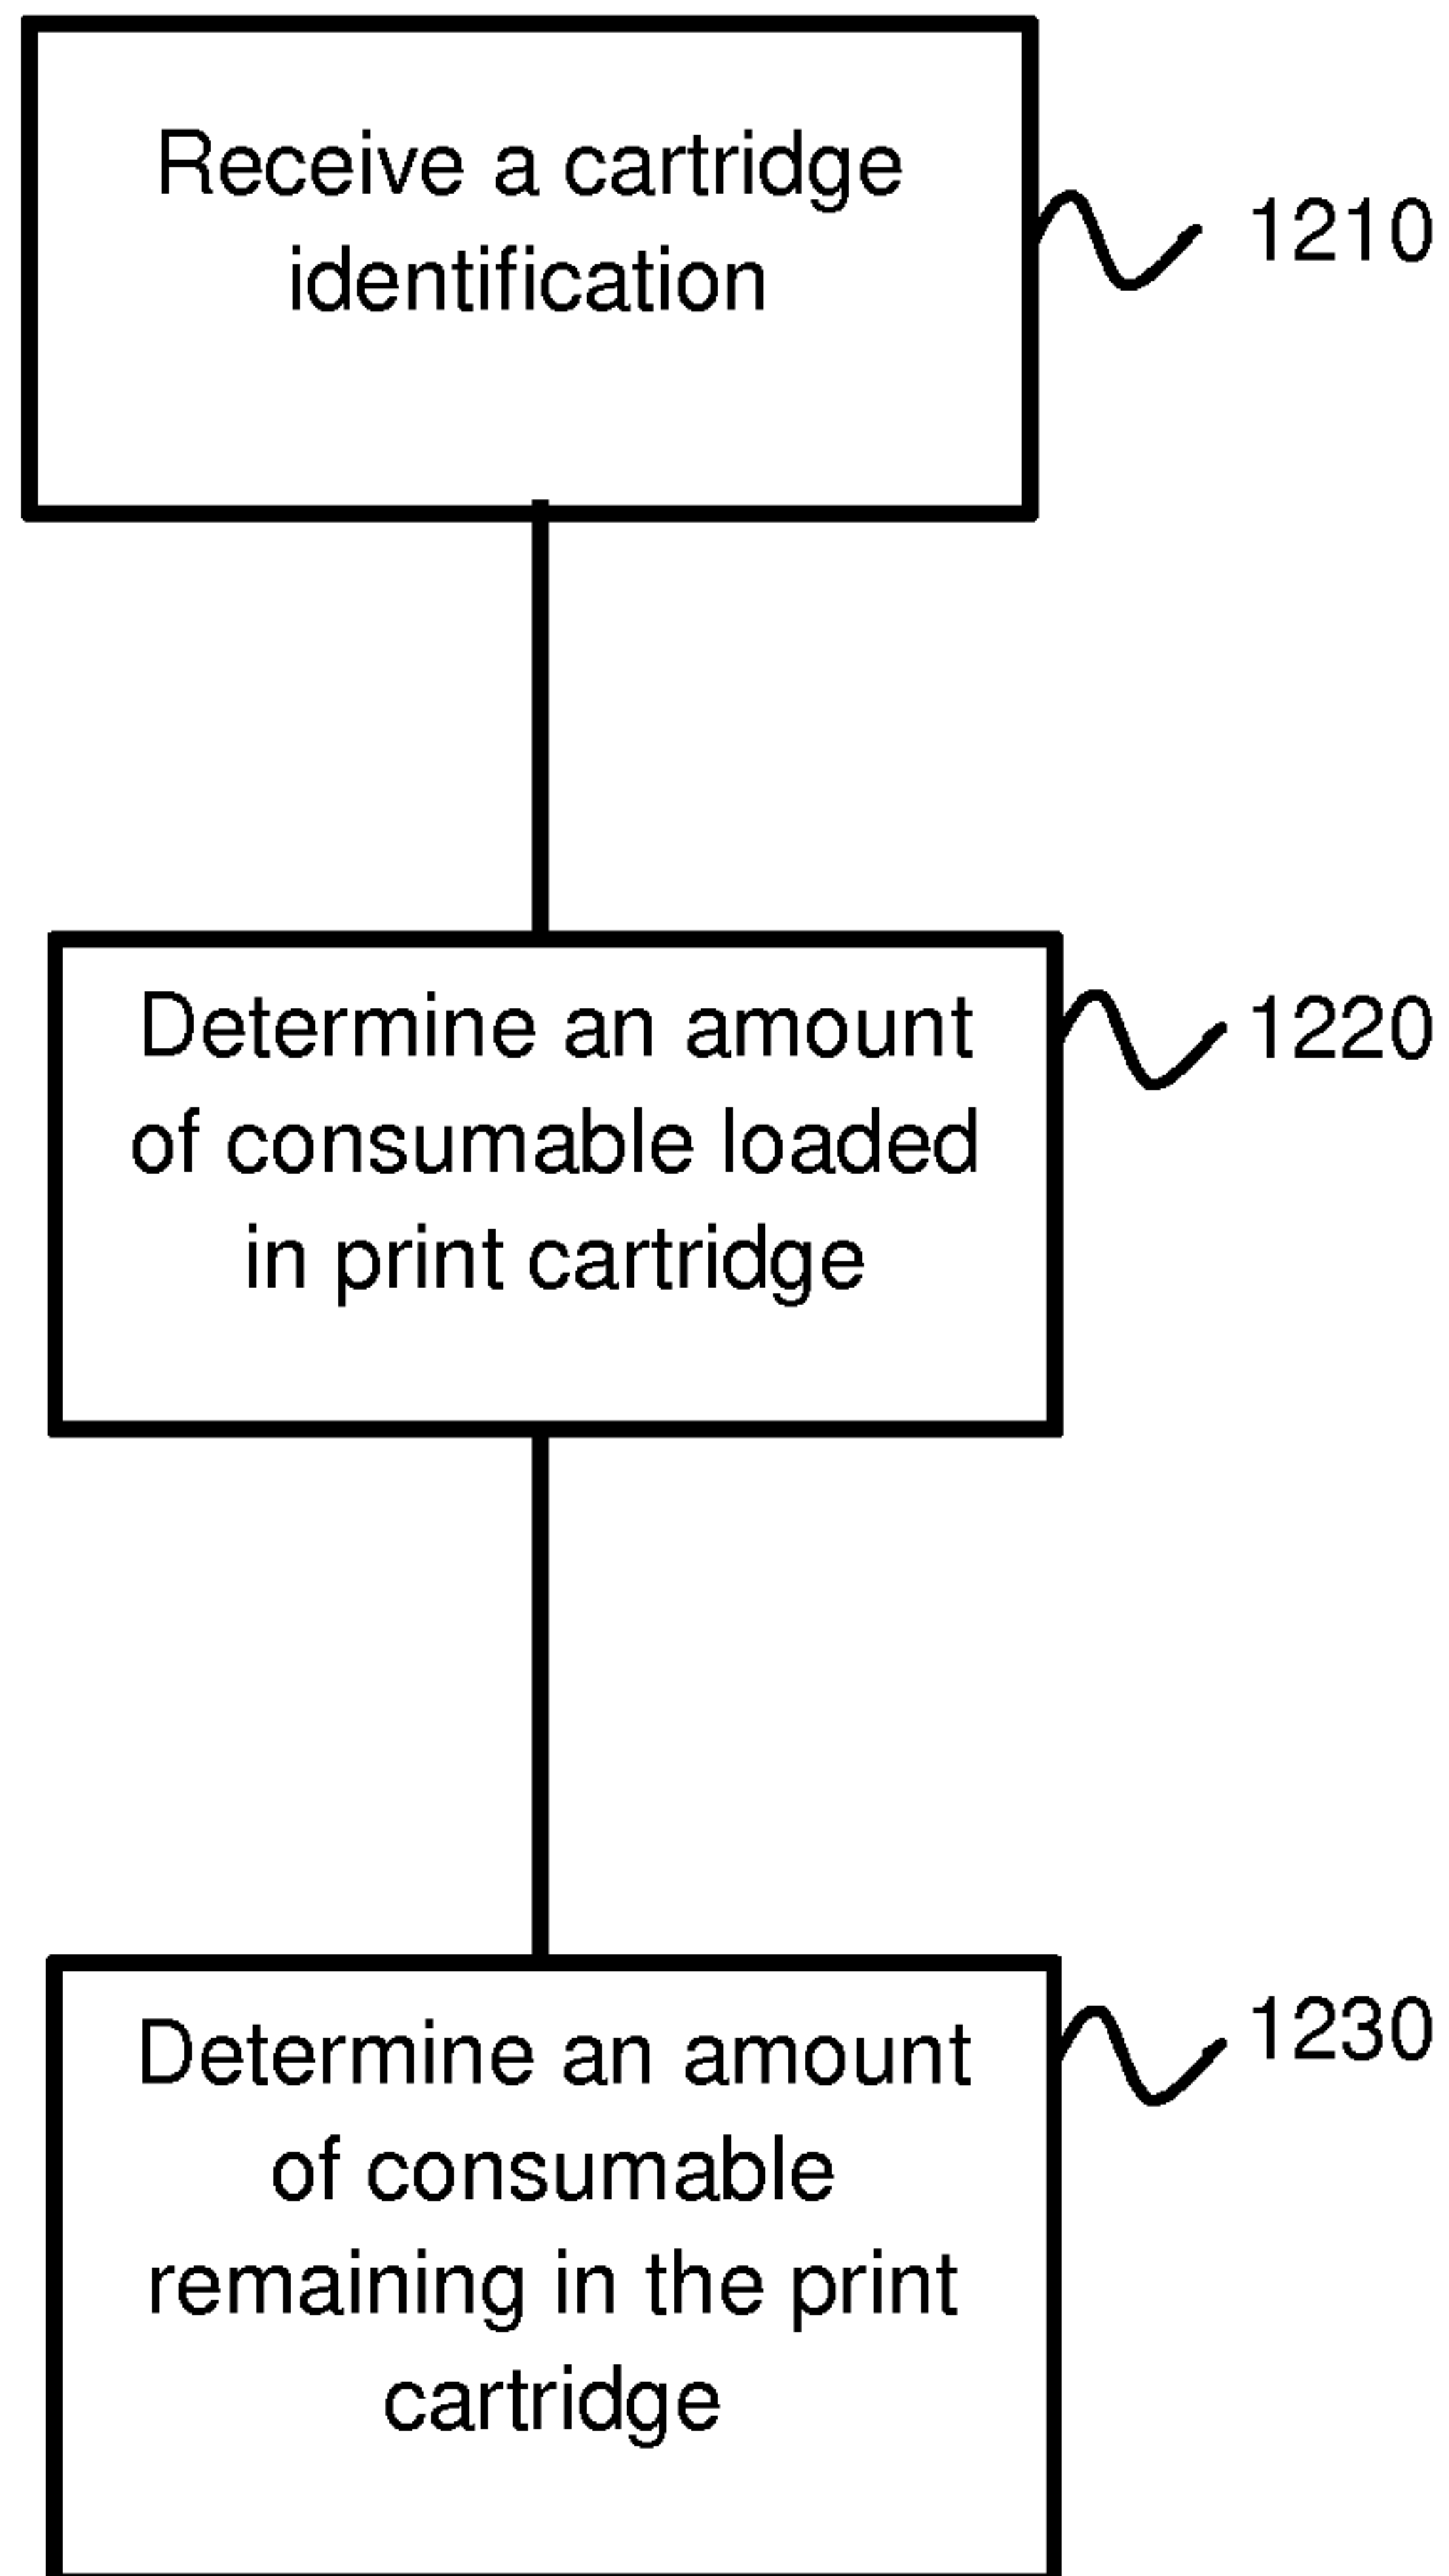 Receive a cartridge
identification
1210
Determine an amount
of consumable loaded
in print cartridge
1220
Determine an amount
of consumable
remaining in the print
cartridge
1230